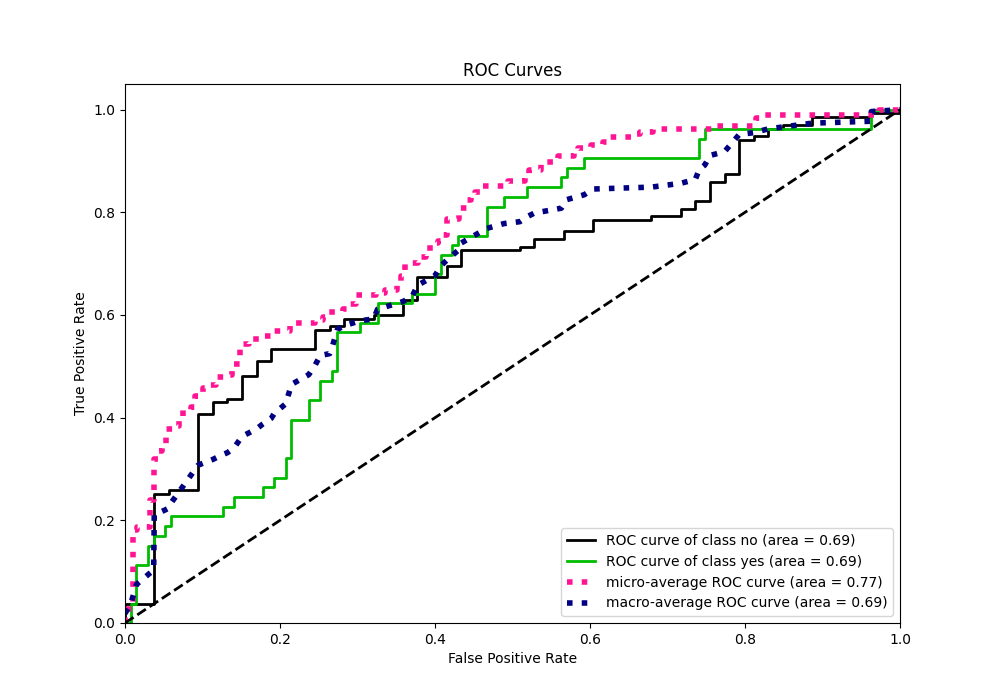 ROC Curves
True Positive Rate
1.0
0.8
0.6
0.4
0.2
0.0
ROC curve of class no (area = 0.69)
ROC curve of class yes (area = 0.69)
micro-average ROC curve (area = 0.77)
macro-average ROC curve (area = 0.69)
0.0 0.2 0.4 0.6 0.8 1.0
False Positive Rate